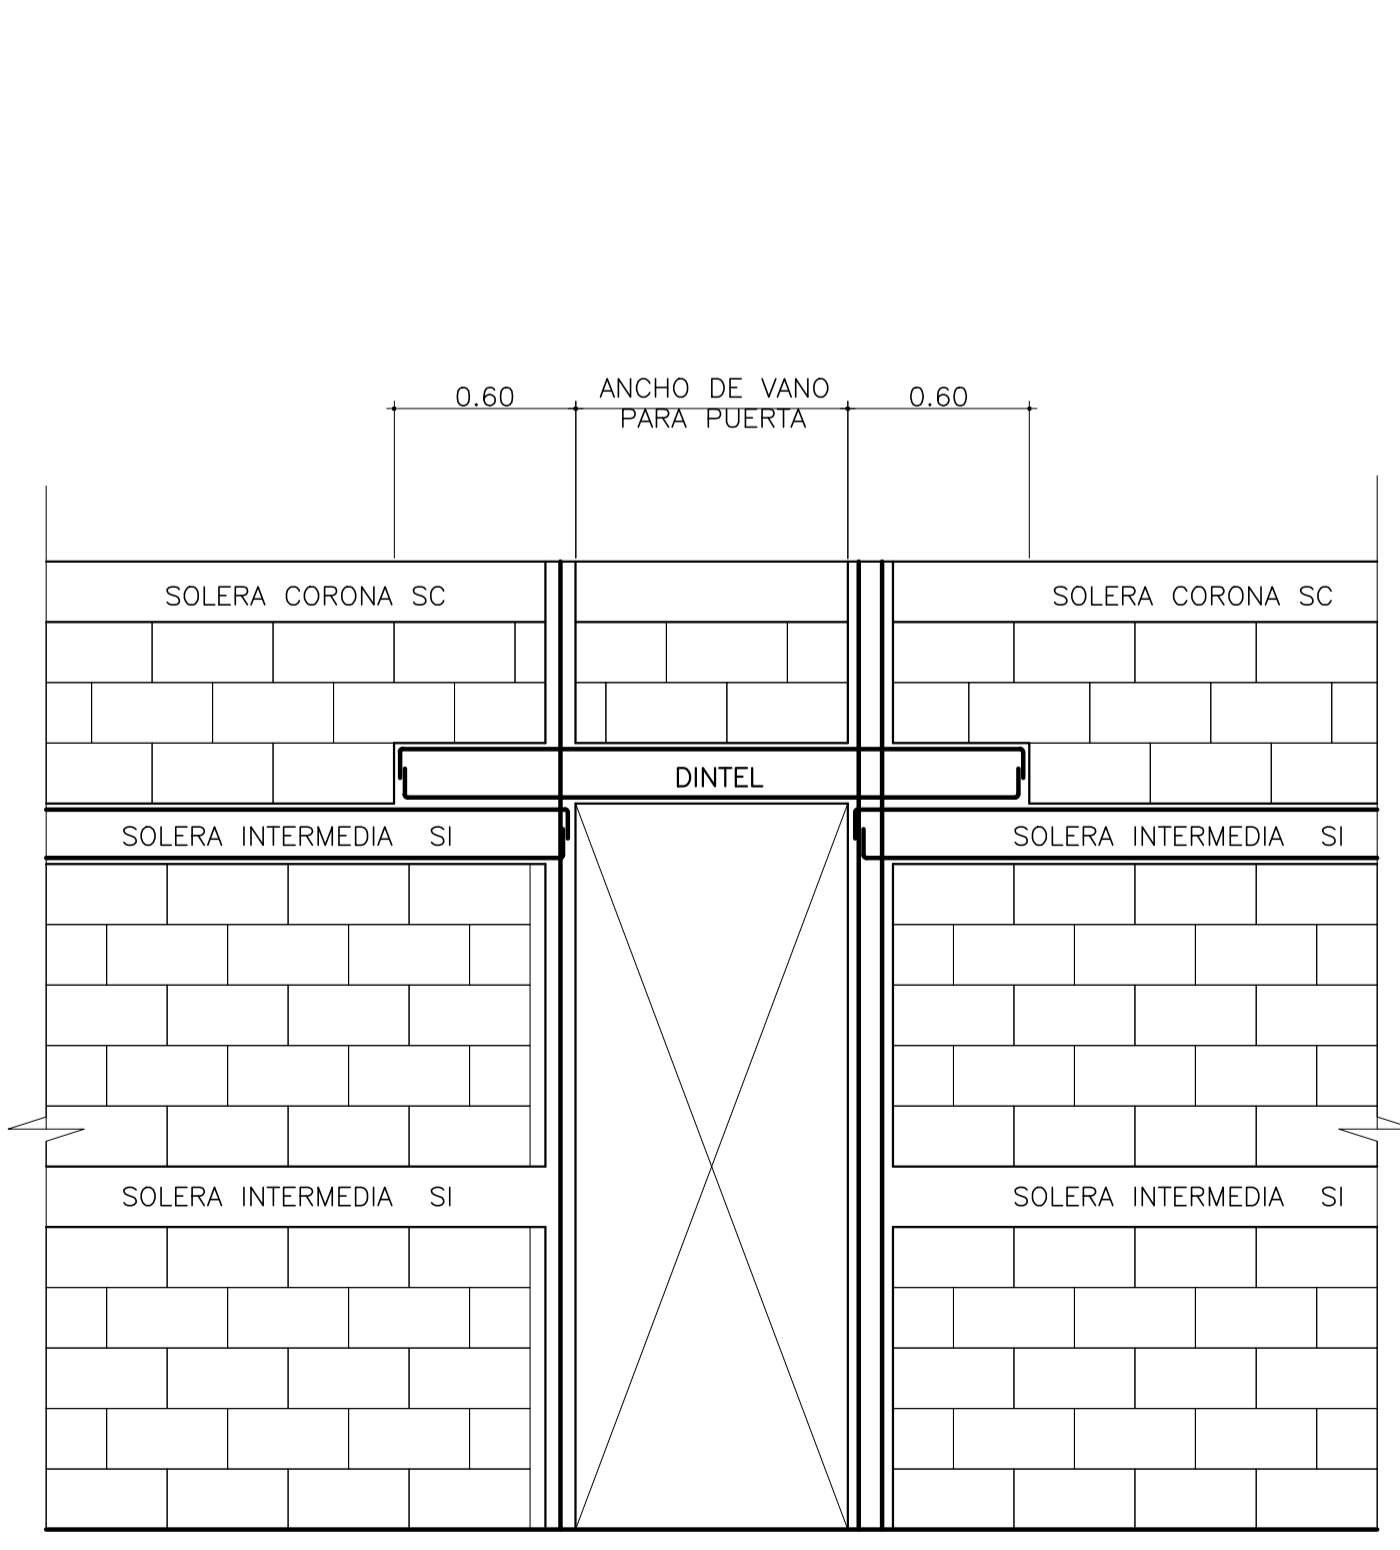 0.60
ANCHO DE VANO
PARA PUERTA
0.60
SOLERA CORONA SC
SOLERA CORONA SC
DINTEL
SOLERA INTERMEDIA SI
SOLERA INTERMEDIA SI
SOLERA INTERMEDIA SI
SOLERA INTERMEDIA SI